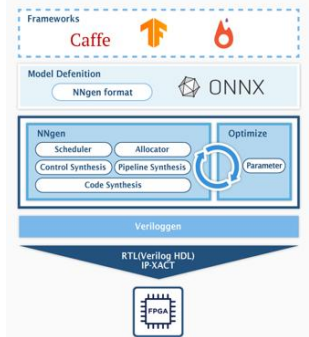 Frameworks
Caffe
Model Defenition
NNgen format
ONNX
NNgen
Optimize
Scheduler
Allocator
Control Synthesis
Pipeline Synthesis
Parameter
Code Synthesis
Veriloggen
RTL(Verilog HDL)
IP-XACT
FPGA